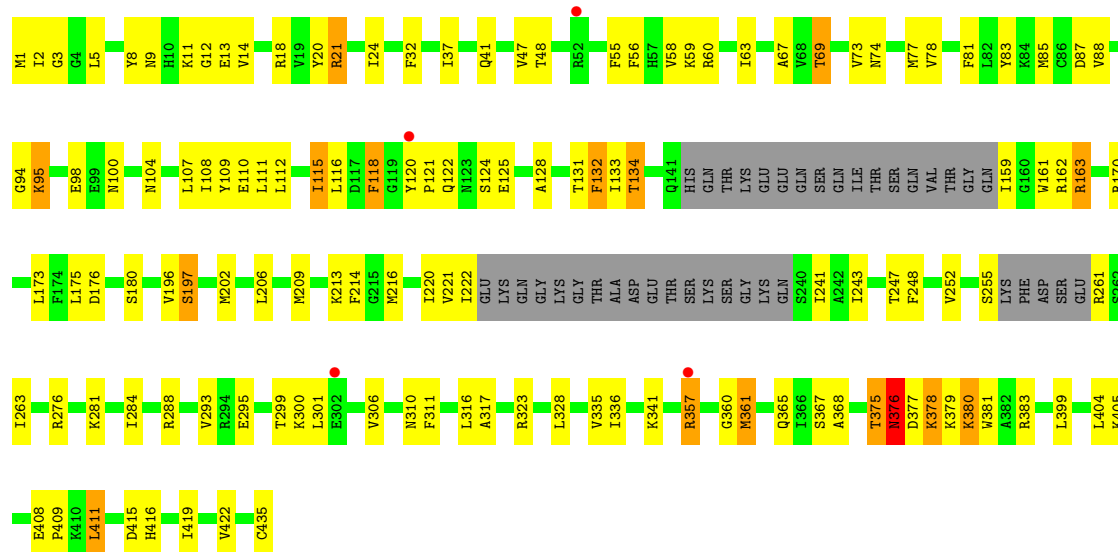 M1 I2 G3 G4 L5 Y8 N9 H10 K11 G12 E13 V14 R18 V19 Y20 R21 I24 F32 I37 Q41 V47 T48 R52 F55 F56 H57 V58 K59 R60 I63 A67 V68 T69 V73 N74 M77 V78 F81 L82 Y83 K84 M85 C86 D87 V88
G94 K95 E98 E99 N100 N104 L107 I108 Y109 E110 L111 L112 I115 L116 D117 F118 G119 Y120 P121 Q122 N123 S124 E125 A128 T131 F132 I133 T134 Q141 HIS GLN THR LYS GLU GLU GLN SER GLN ILE THR SER GLN VAL THR GLY GLN I159 G160 W161 R162 R163
L173 F174 L175 D176 S180 V196 S197 M202 L206 M209 K213 F214 G215 M216 I220 V221 I222 GLU LYS GLN GLY LYS GLY THR ALA ASP GLU THR SER LYS SER GLY LYS GLN S240 I241 A242 I243 T247 F248 V252 S255 LYS PHE ASP SER GLU R261
I263 R276 K281 I284 R288 V293 R294 E295 T299 K300 L301 E302 V306 N310 F311 L316 A317 R323 L328 V335 I336 K341 R357 G360 M361 Q365 I366 S367 A368 T375 N376 D377 K378 K379 K380 W381 A382 R383 L399 L404
E408 P409 K410 L411 D415 H416 I419 V422 C435